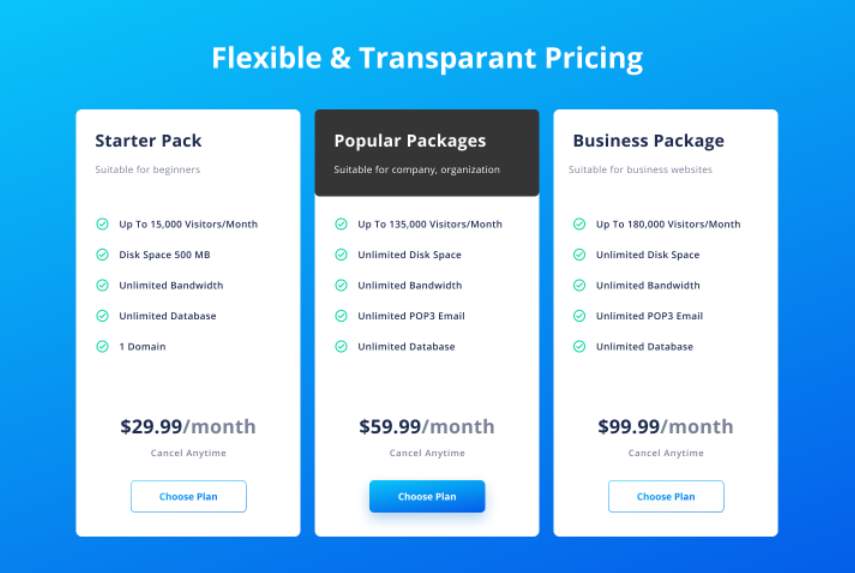 Flexible & Transparant Pricing
Starter Pack
Suitable for beginners
Up To 15,000 Visitors/Month
Disk Space 500 MB
Unlimited Bandwidth
Unlimited Database
1 Domain
$29.99/month
Cancel Anytime
Choose Plan
Popular Packages
Suitable for company, organization
Up To 135,000 Visitors/Month
Unlimited Disk Space
Unlimited Bandwidth
Unlimited POP3 Email
Unlimited Database
$59.99/month
Cancel Anytime
Choose Plan
Business Package
Suitable for business websites
Up To 180,000 Visitors/Month
Unlimited Disk Space
Unlimited Bandwidth
Unlimited POP3 Email
Unlimited Database
$99.99/month
Cancel Anytime
Choose Plan